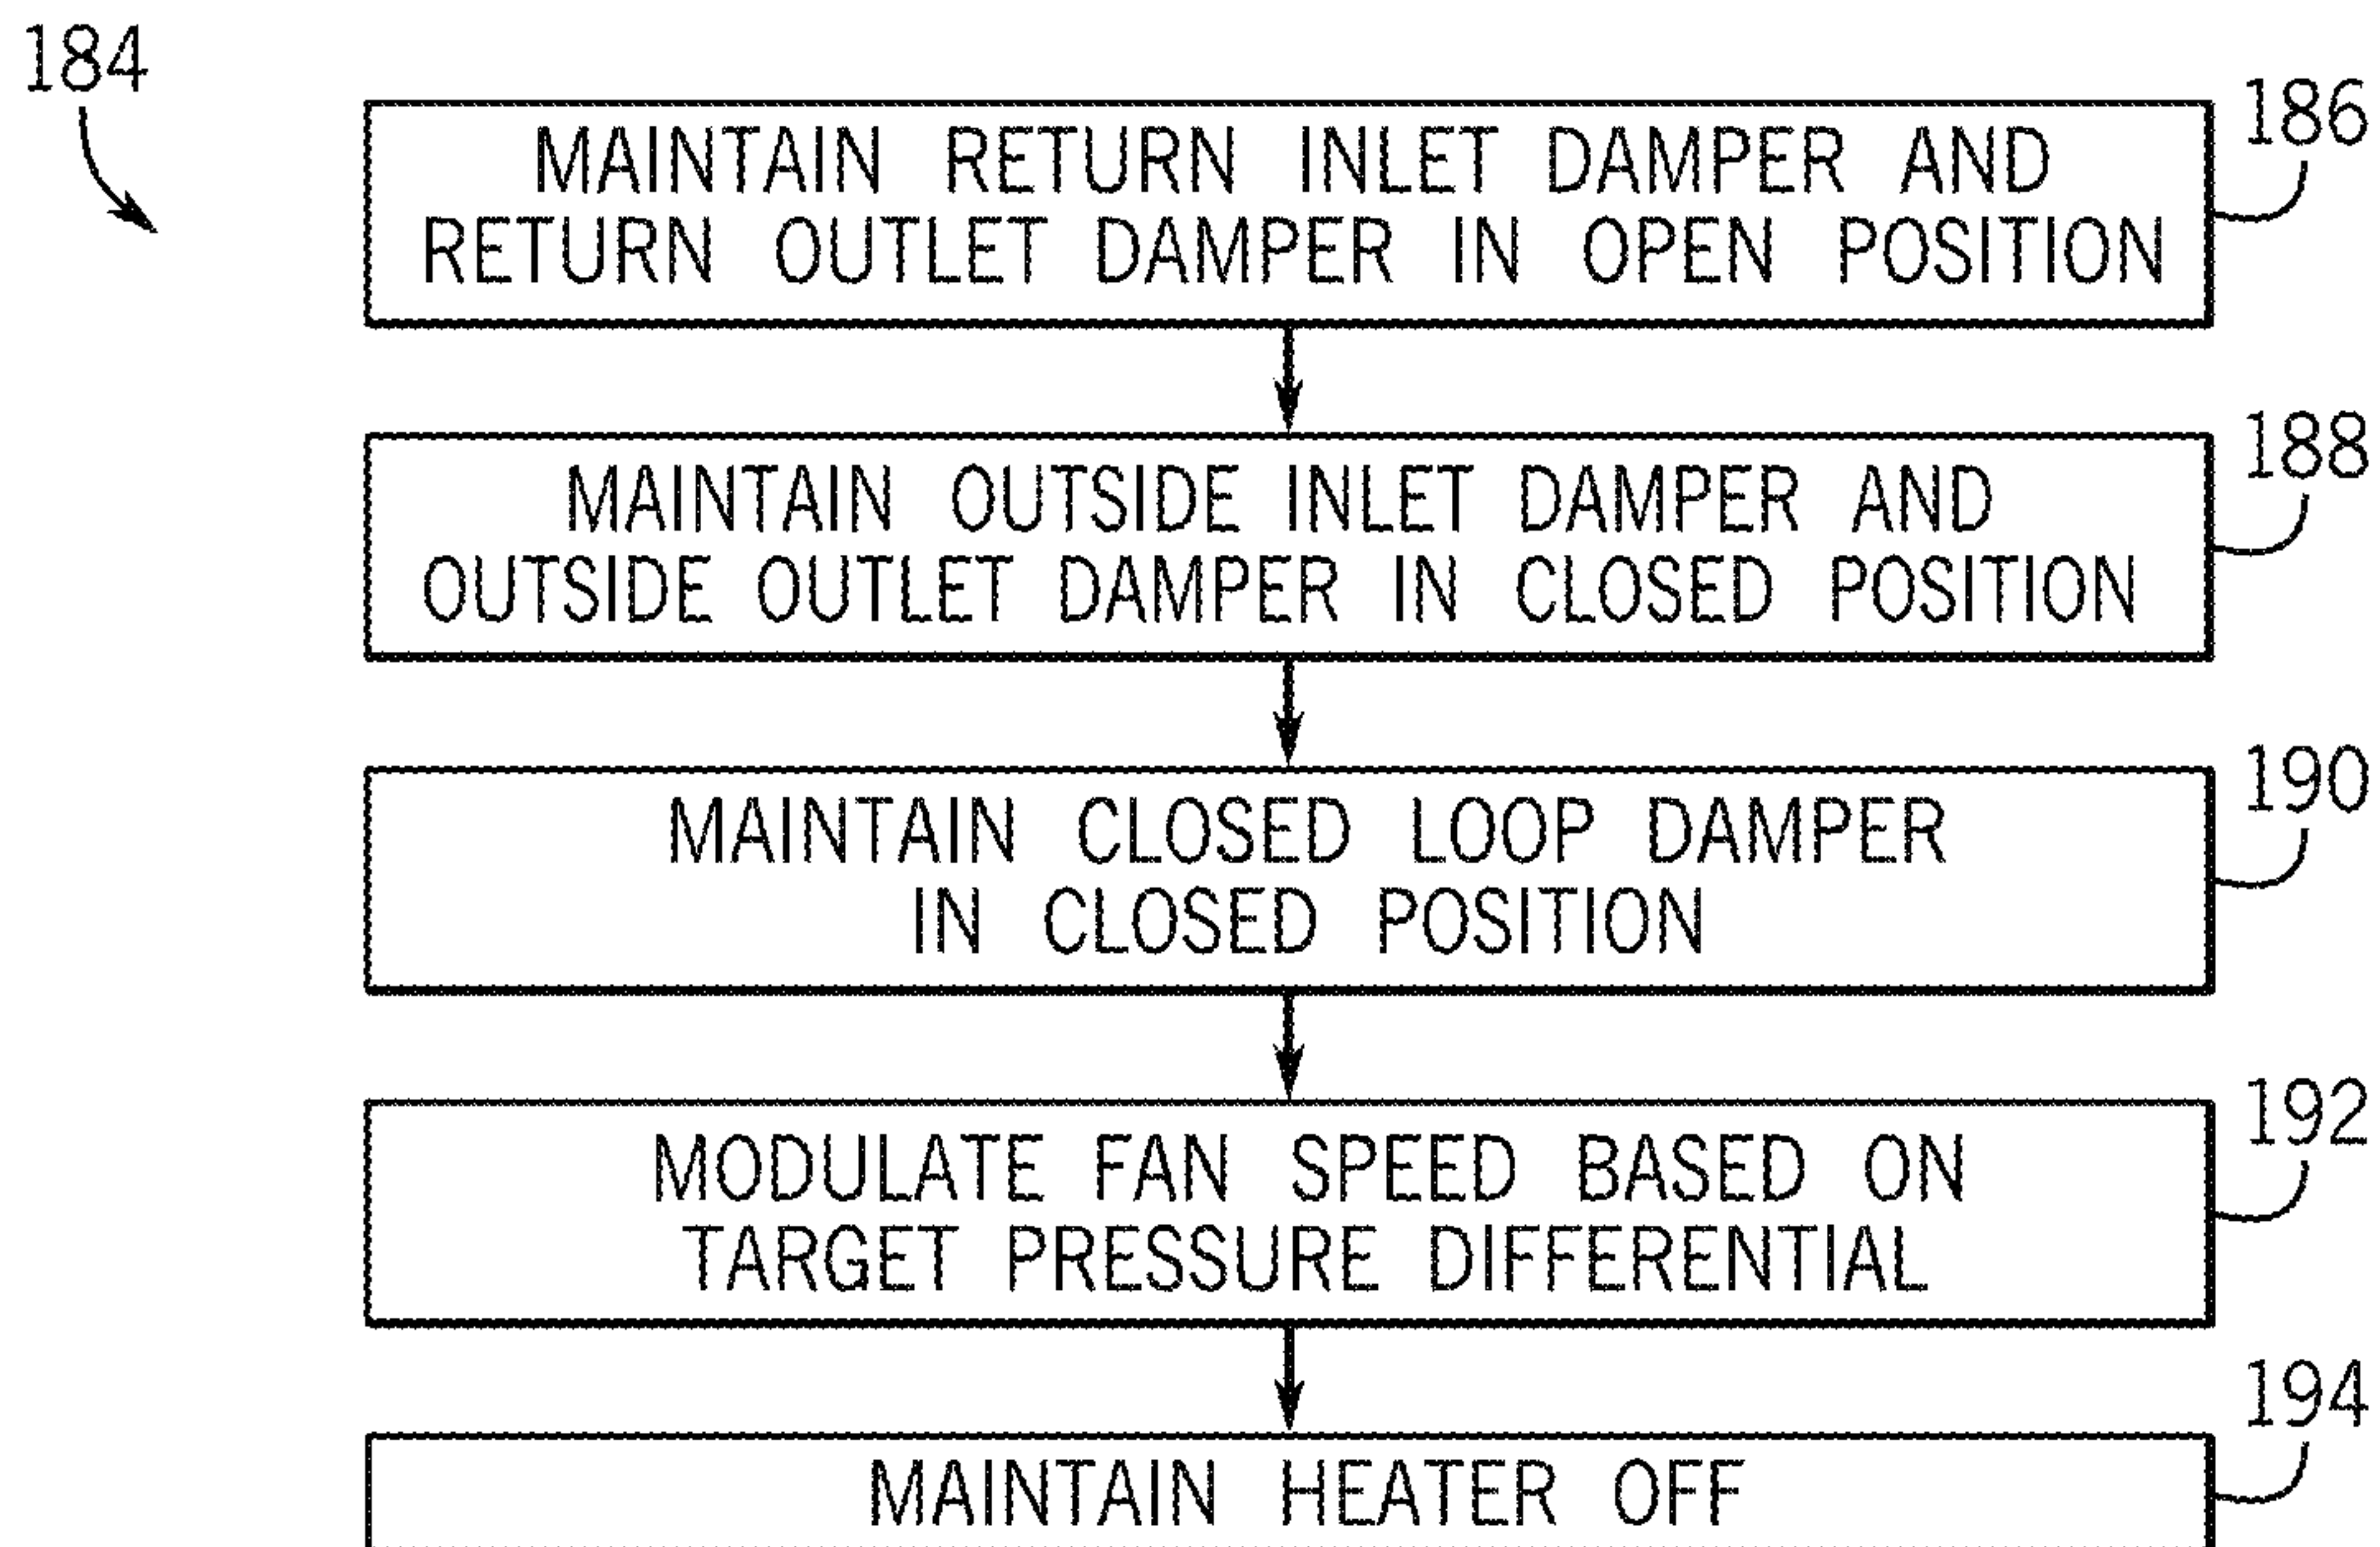 184
MAINTAIN RETURN INLET DAMPER AND
RETURN OUTLET DAMPER IN OPEN POSITION
186
MAINTAIN OUTSIDE INLET DAMPER AND
OUTSIDE OUTLET DAMPER IN CLOSED POSITION
188
MAINTAIN CLOSED LOOP DAMPER
IN CLOSED POSITION
190
MODULATE FAN SPEED BASED ON
TARGET PRESSURE DIFFERENTIAL
192
MAINTAIN HEATER OFF
194